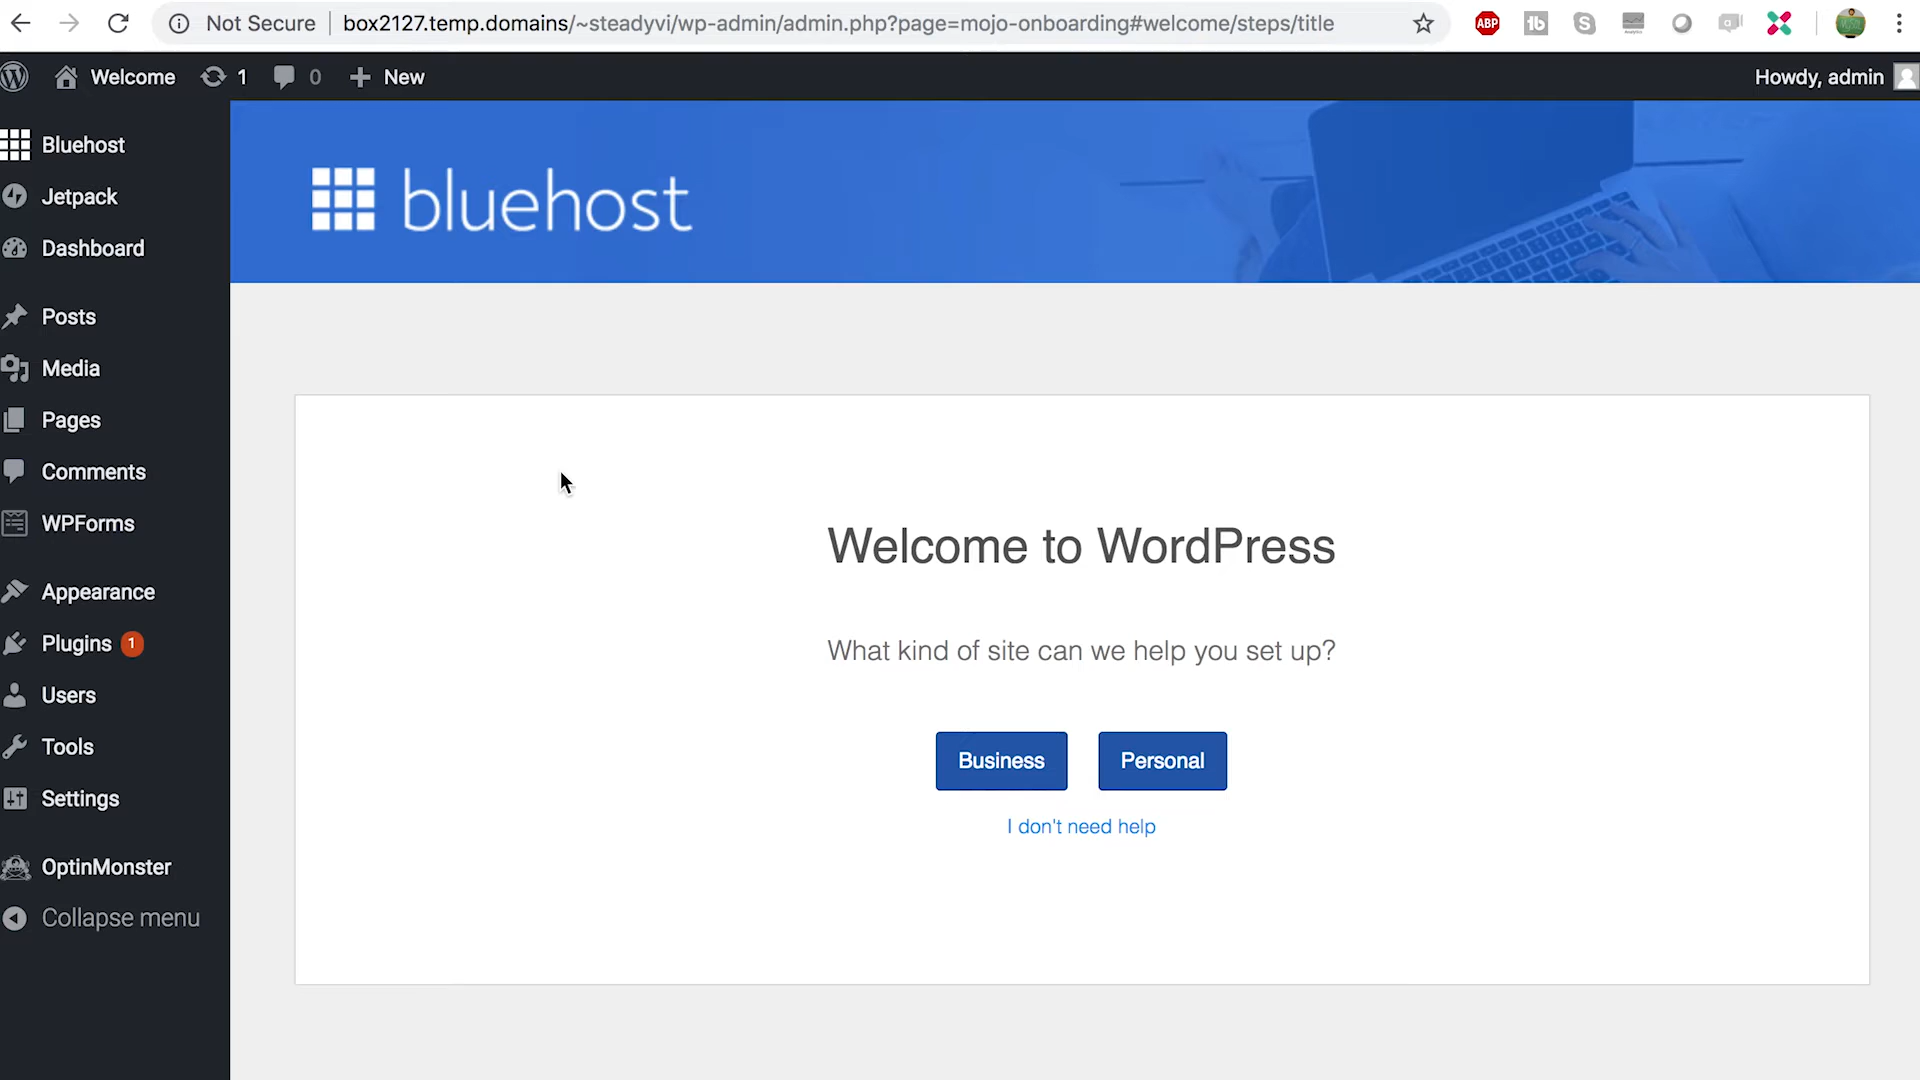 Not Secure
box2127.temp.domains/~steadyvi/wp-admin/admin.php?page=mojo-onboarding#welcome/steps/title
ABP
Welcome 1 0 New
Howdy, admin
Bluehost
Jetpack
Dashboard
Posts
Media
Pages
Comments
WPForms
Appearance
Plugins 1
Users
Tools
Settings
OptinMonster
Collapse menu
bluehost
Welcome to WordPress
What kind of site can we help you set up?
Business Personal
I don't need help